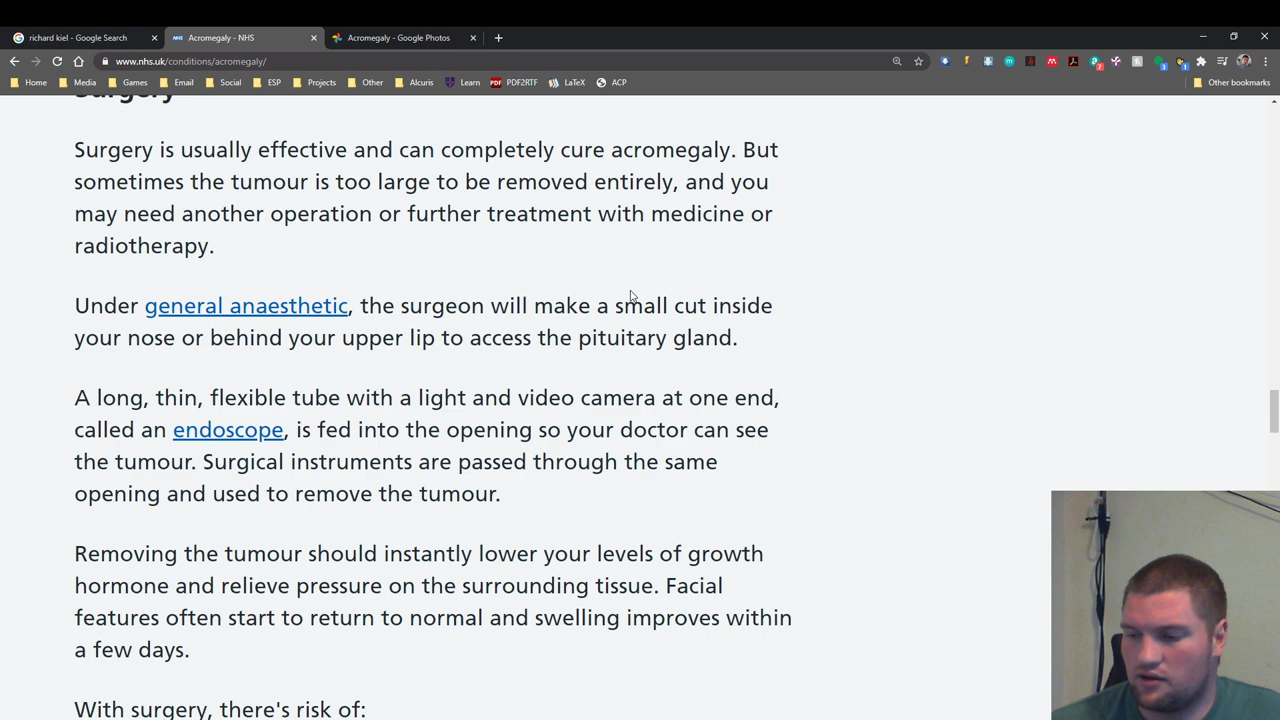 richard kiel - Google Search
Acromegaly - NHS
Acromegaly - Google Photos
www.nhs.uk/conditions/acromegaly/
Home Media Games Email Social ESP Projects Other Alcuris Learn PDF2RTF LaTeX ACP Other bookmarks
Surgery
Surgery is usually effective and can completely cure acromegaly. But
sometimes the tumour is too large to be removed entirely, and you
may need another operation or further treatment with medicine or
radiotherapy.
Under general anaesthetic, the surgeon will make a small cut inside
your nose or behind your upper lip to access the pituitary gland.
A long, thin, flexible tube with a light and video camera at one end,
called an endoscope, is fed into the opening so your doctor can see
the tumour. Surgical instruments are passed through the same
opening and used to remove the tumour.
Removing the tumour should instantly lower your levels of growth
hormone and relieve pressure on the surrounding tissue. Facial
features often start to return to normal and swelling improves within
a few days.
With surgery, there's risk of: